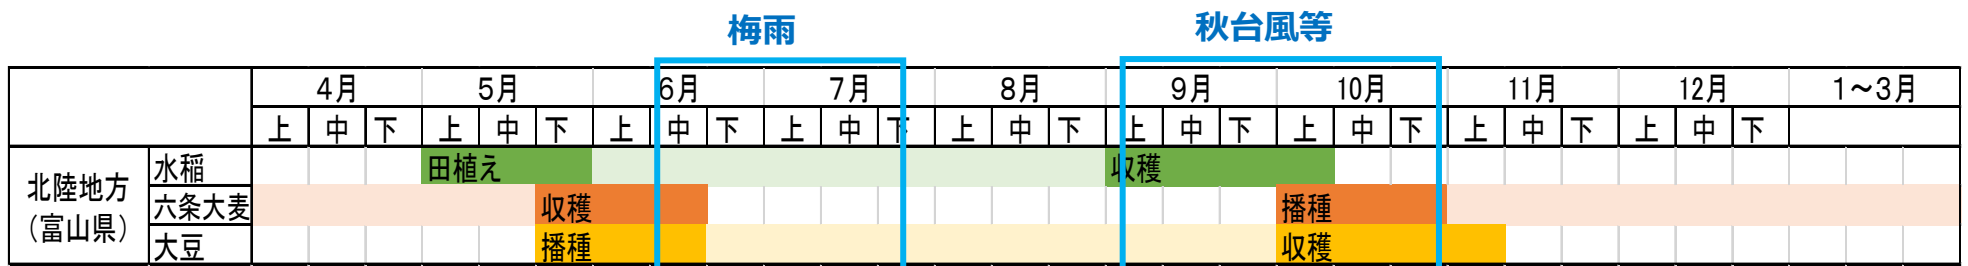 梅雨
秋台風等
4月 5月 6月 7月 8月 9月 10月 11月 12月 1～3月
上 中 下 上 中 下 上 中 下 上 中 下 上 中 下 上 中 下 上 中 下 上 中 下 上 中 下
北陸地方
（富山県）
水稲 田植え 収穫
六条大麦 収穫 播種
大豆 播種 収穫